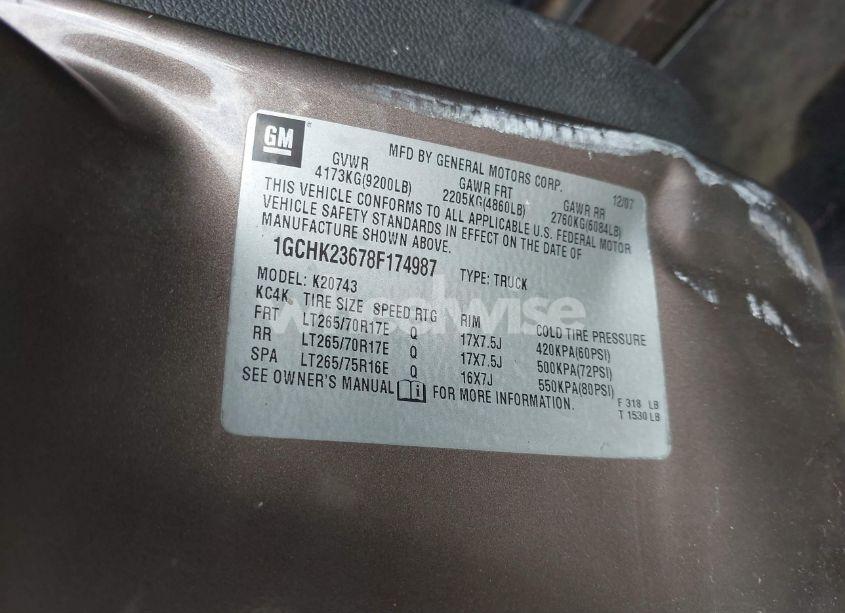 GM
MFD BY GENERAL MOTORS CORP. 12/07
GVWR GAWR FRT GAWR RR
4173KG(9200LB) 2205KG(4860LB) 2760KG(6084LB)
THIS VEHICLE CONFORMS TO ALL APPLICABLE U.S. FEDERAL MOTOR
VEHICLE SAFETY STANDARDS IN EFFECT ON THE DATE OF
MANUFACTURE SHOWN ABOVE.
1GCHK23678F174987 TYPE: TRUCK
MODEL: K20743
KC4K TIRE SIZE SPEED RTG RIM COLD TIRE PRESSURE
FRT LT265/70R17E Q 17X7.5J 420KPA(60PSI)
RR LT265/70R17E Q 17X7.5J 500KPA(72PSI)
SPA LT265/75R16E Q 16X7J 550KPA(80PSI)
SEE OWNER'S MANUAL FOR MORE INFORMATION.
F 318 LB
T 1530 LB